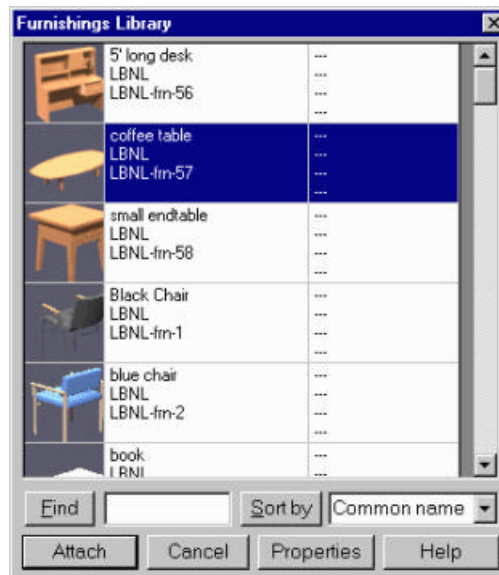 Furnishings Library
5' long desk
LBNL
LBNL-frn-56
---
---
---
coffee table
LBNL
LBNL-frn-57
---
---
---
---
small endtable
LBNL
LBNL-frn-58
---
---
---
---
Black Chair
LBNL
LBNL-frn-1
---
---
---
---
blue chair
LBNL
LBNL-frn-2
---
---
---
---
book
LBNL
---
Find
Sort by
Common name
Attach
Cancel
Properties
Help